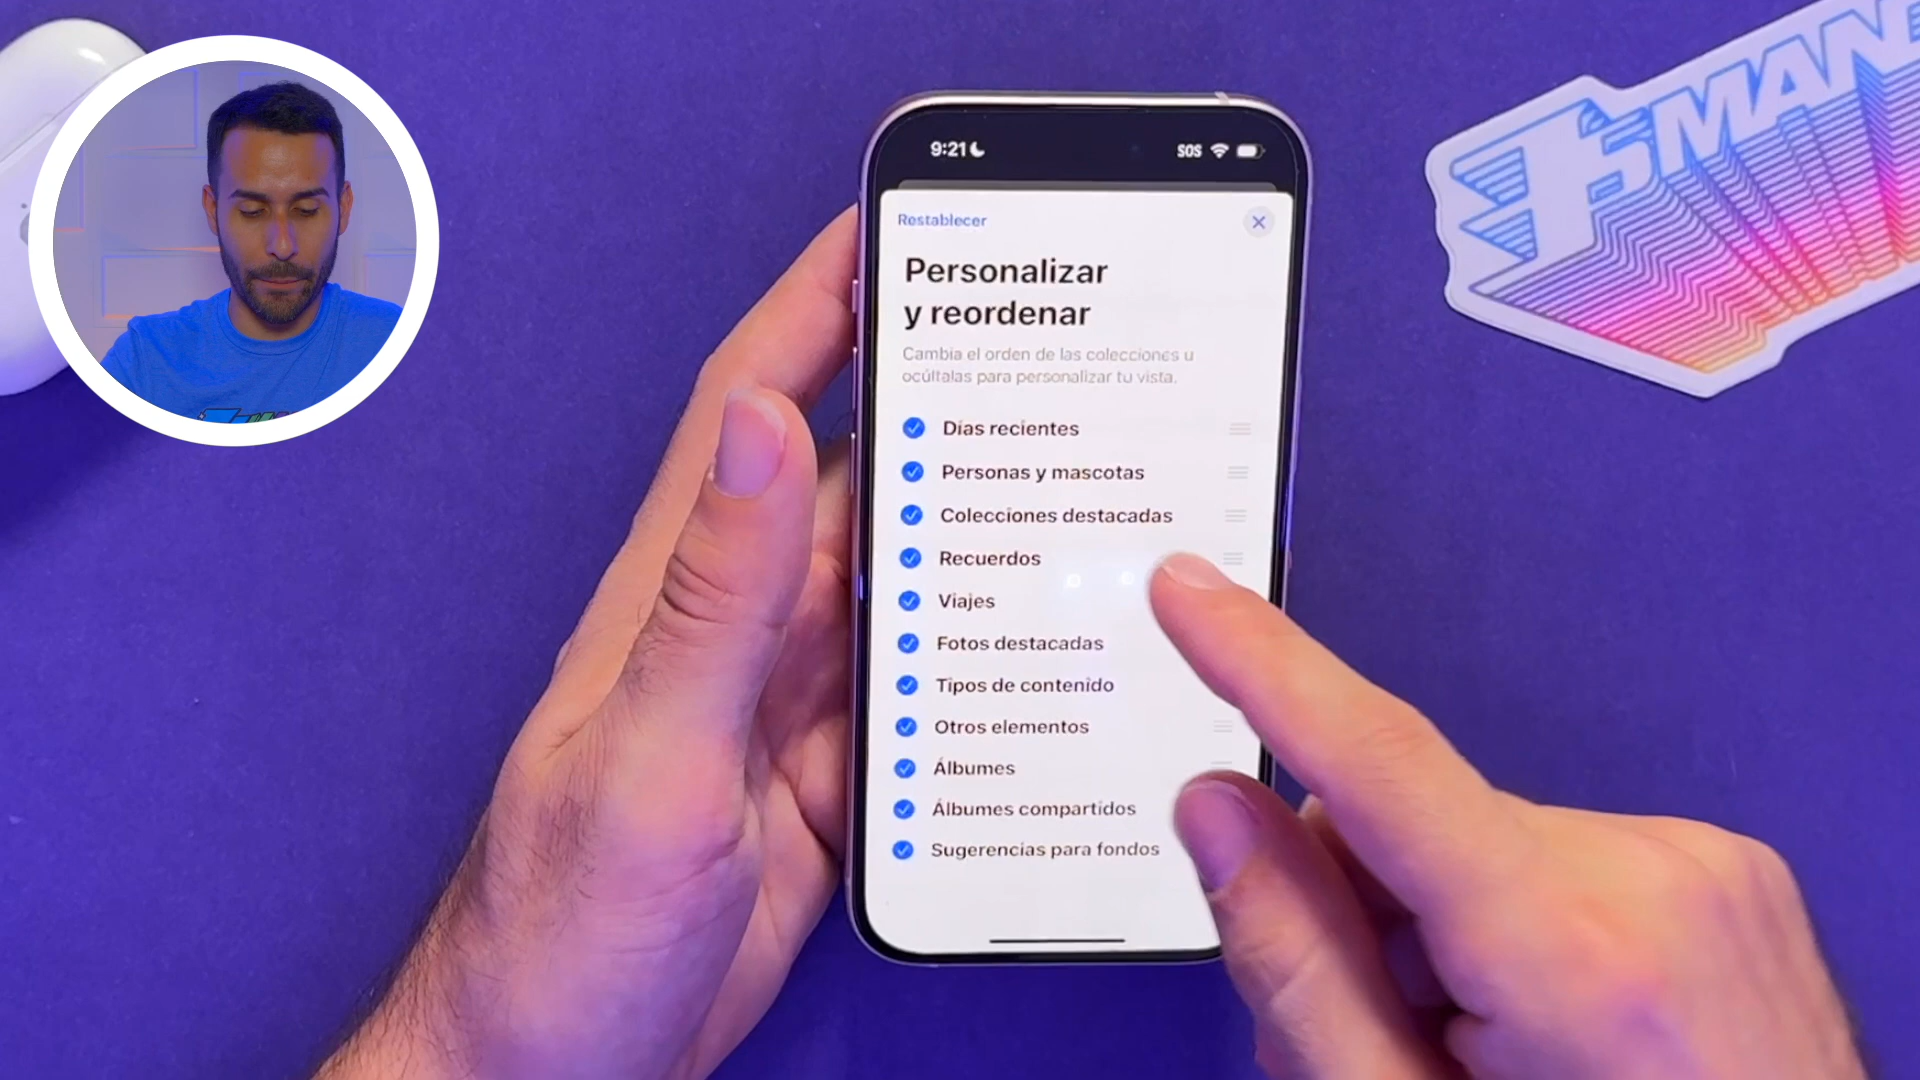 9:21
SOS
Restablecer
Personalizar
y reordenar
Cambia el orden de las colecciones u
ocúltalas para personalizar tu vista.
Días recientes
Personas y mascotas
Colecciones destacadas
Recuerdos
Viajes
Fotos destacadas
Tipos de contenido
Otros elementos
Álbumes
Álbumes compartidos
Sugerencias para fondos